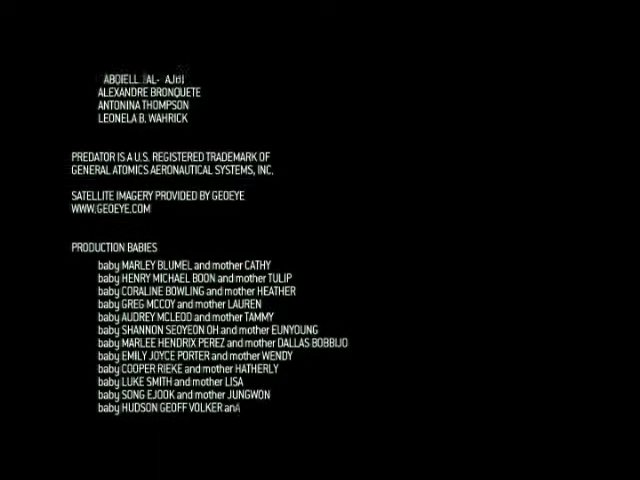 ALEXANDRE BRONQUETE
ANTONINA THOMPSON
LEONELA B. WAHRICK
PREDATOR IS A U.S. REGISTERED TRADEMARK OF
GENERAL ATOMICS AERONAUTICAL SYSTEMS, INC.
SATELLITE IMAGERY PROVIDED BY GEOEYE
WWW.GEOEYE.COM
PRODUCTION BABIES
baby MARLEY BLUMEL and mother CATHY
baby HENRY MICHAEL BOON and mother TULIP
baby CORALINE BOWLING and mother HEATHER
baby GREG MCCOY and mother LAUREN
baby AUDREY MCLEOD and mother TAMMY
baby SHANNON SEOYEON OH and mother EUNYOUNG
baby MARLEE HENDRIX PEREZ and mother DALLAS BOBBIJO
baby EMILY JOYCE PORTER and mother WENDY
baby COOPER RIEKE and mother HATHERLY
baby LUKE SMITH and mother LISA
baby SONG EJOOK and mother JUNGWON
baby HUDSON GEOFF VOLKER